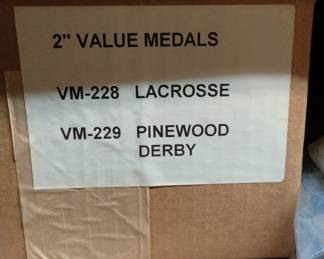 2" VALUE MEDALS
VM-228 LACROSSE
VM-229 PINEWOOD
DERBY